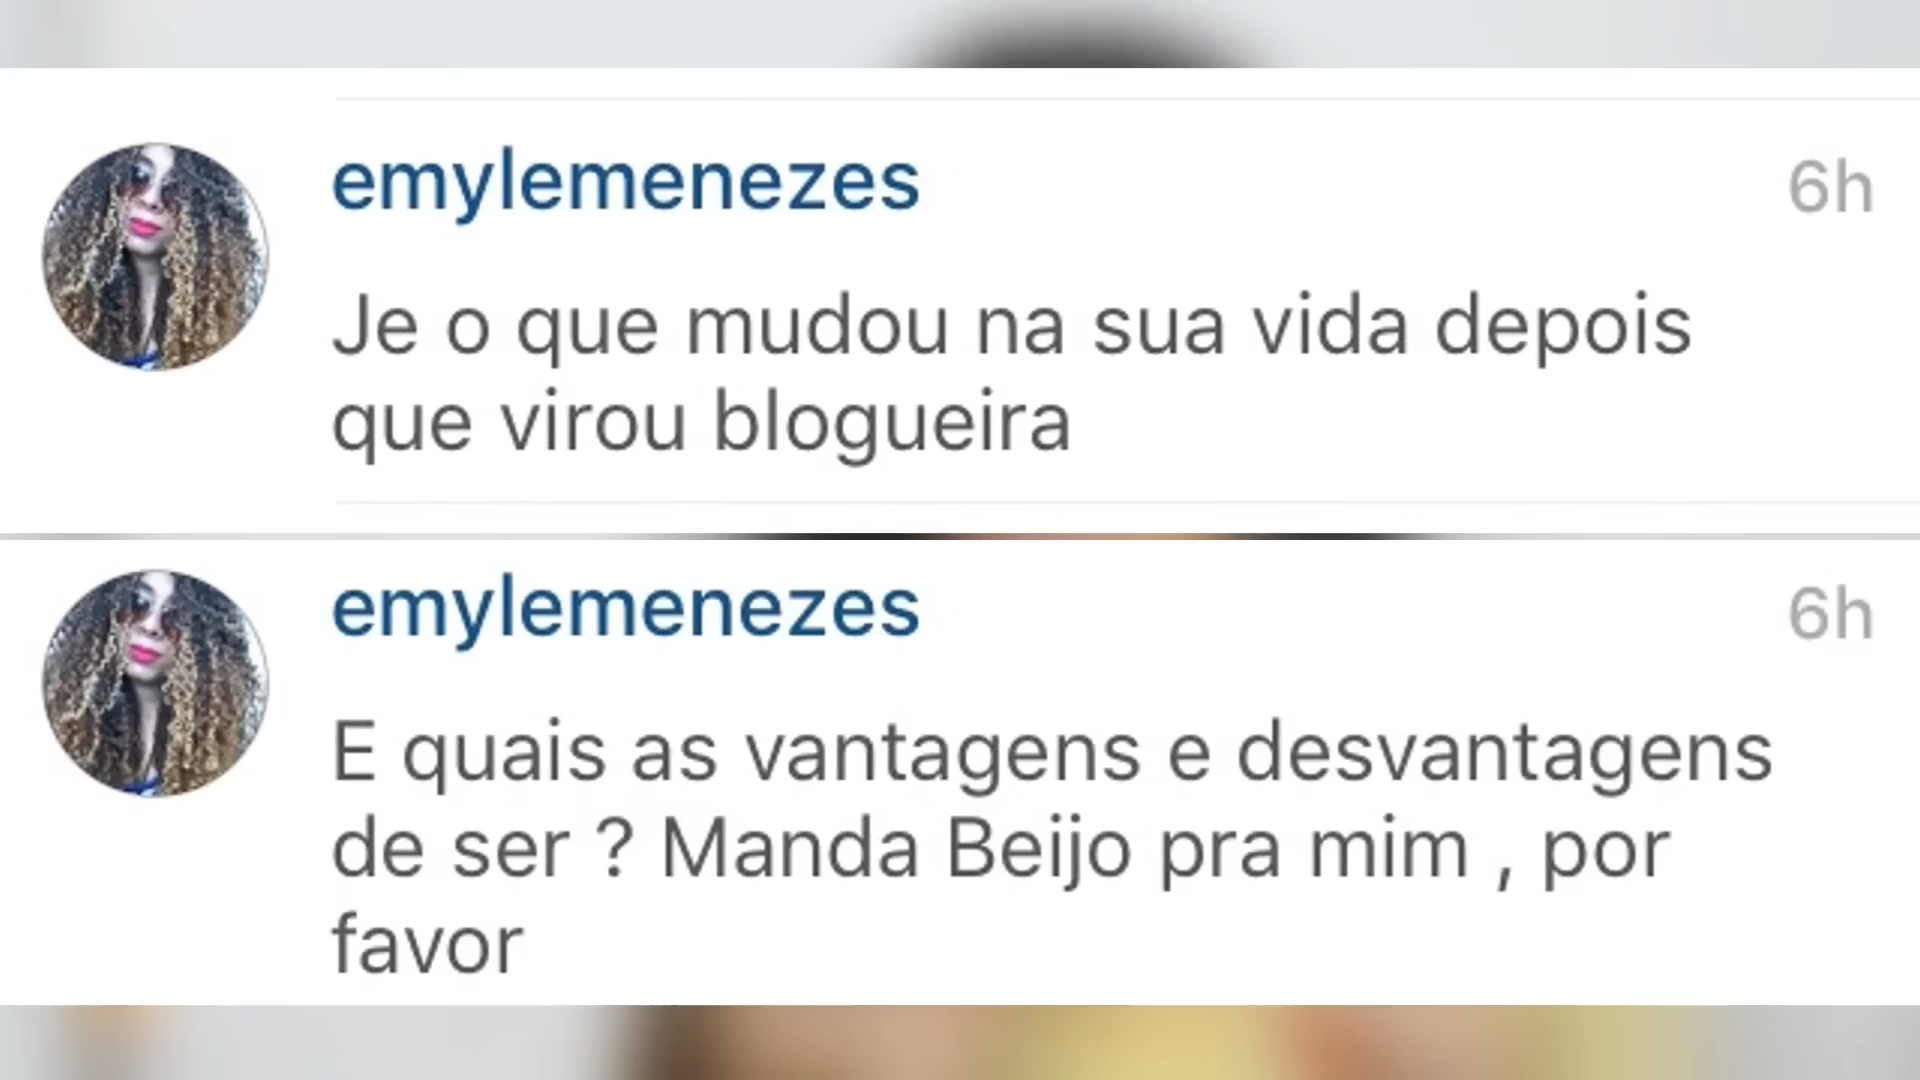 emylemenezes 6h
Je o que mudou na sua vida depois
que virou blogueira
emylemenezes 6h
E quais as vantagens e desvantagens
de ser ? Manda Beijo pra mim , por
favor